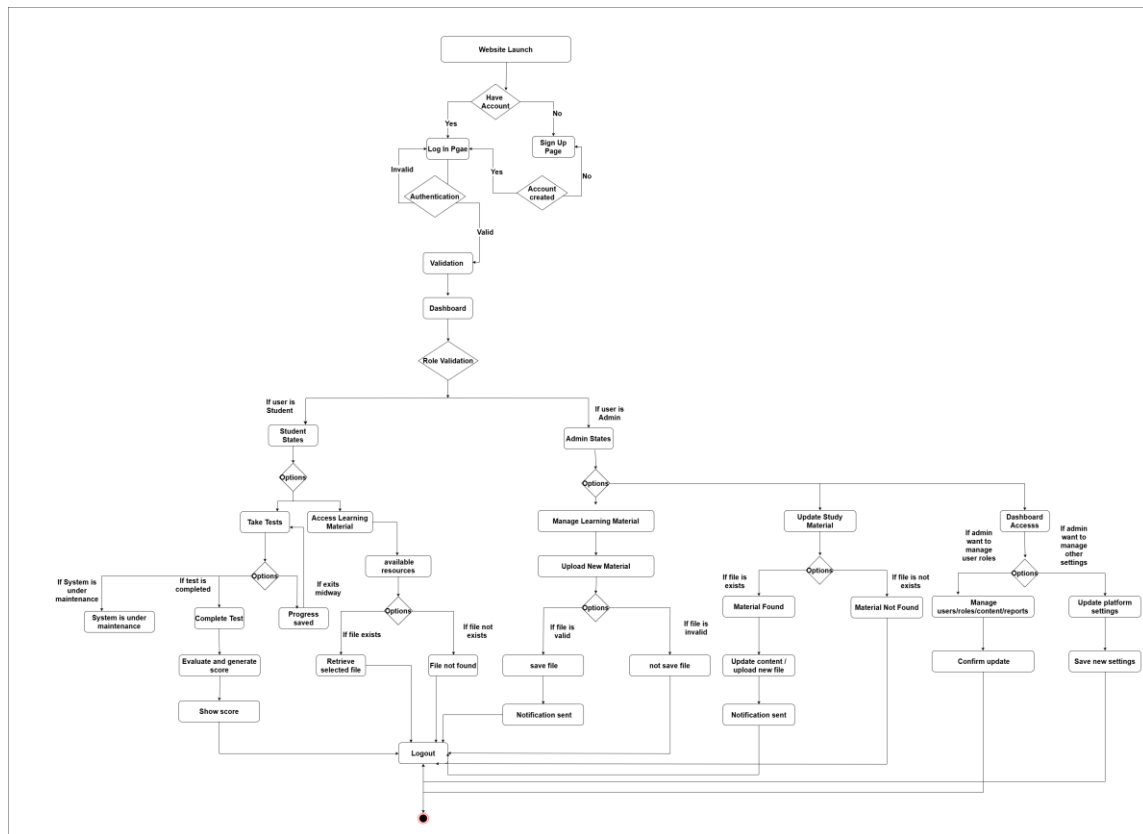 Website Launch
Have
Account
Yes
No
Log In Pgae
Sign Up
Page
Invalid
Yes
No
Authentication
Account
created
Valid
Validation
Dashboard
Role Validation
If user is
Student
If user is
Admin
Student
States
Admin States
Options
Options
Take Tests
Access Learning
Material
Manage Learning Material
Update Study
Material
Dashboard
Accesss
If admin
want to
manage
user roles
If admin
want to
manage
other
settings
If System is
under
maintenance
If test is
completed
Options
If exits
midway
available
resources
Upload New Material
If file is
exists
Options
If file is not
exists
Options
System is under
maintenance
Complete Test
Progress
saved
Options
If file exists
If file not
exists
Options
If file is
valid
If file is
invalid
Material Found
Material Not Found
Manage
users/roles/content/reports
Update platform
settings
Evaluate and generate
score
Retrieve
selected file
File not found
save file
not save file
Update content /
upload new file
Confirm update
Save new settings
Show score
Notification sent
Notification sent
Logout